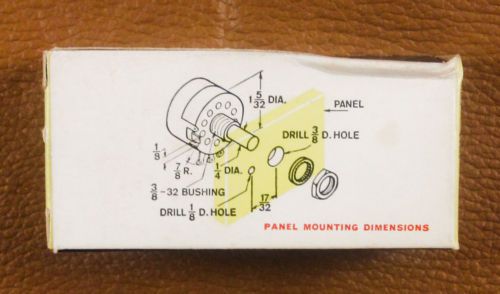 1 5/32 DIA.
PANEL
DRILL 3/8 D. HOLE
1/8
7/8 R.
1/4 DIA.
3/8-32 BUSHING
DRILL 1/8 D. HOLE
17/32
PANEL MOUNTING DIMENSIONS